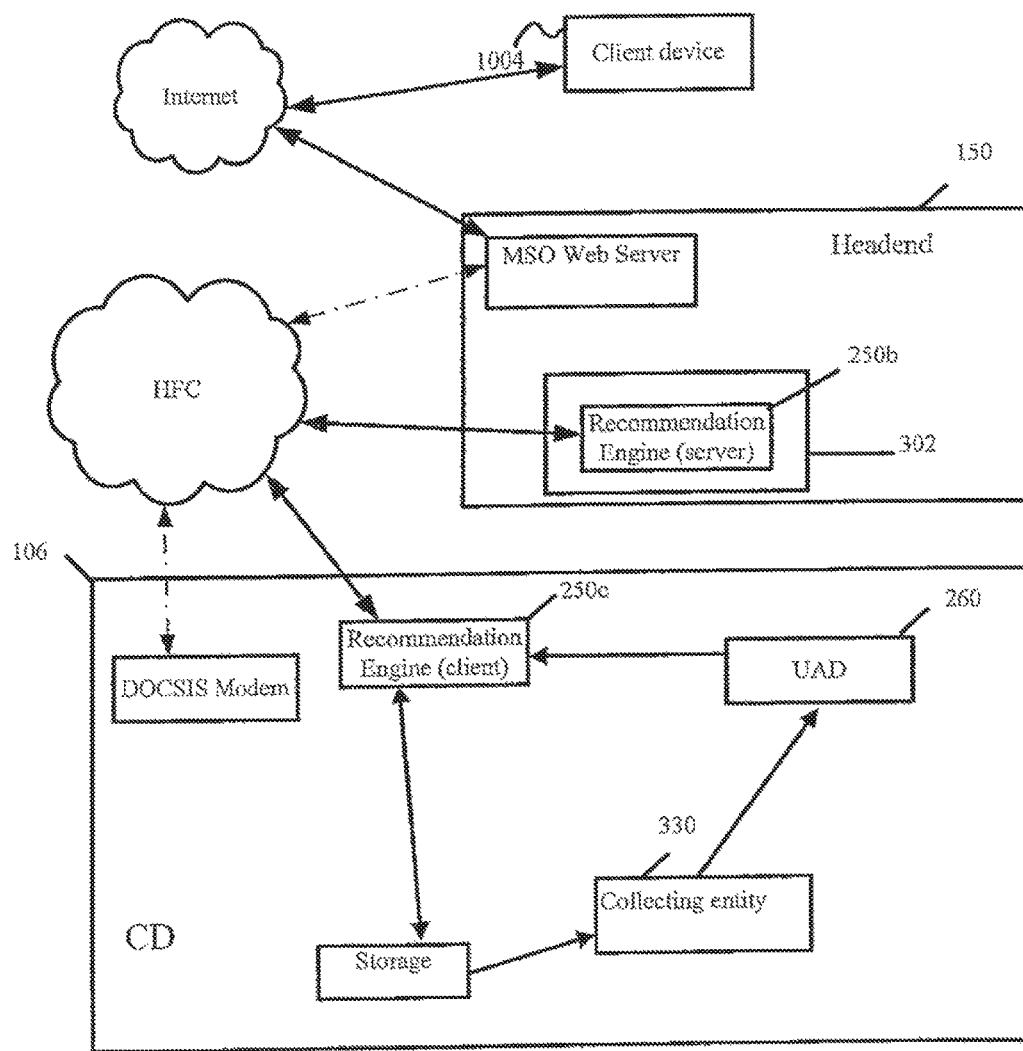 1004
Client device
Internet
150
MSO Web Server
Headend
HFC
250b
Recommendation
Engine (server)
302
106
250c
260
Recommendation
Engine (client)
UAD
DOCSIS Modem
330
Collecting entity
CD
Storage